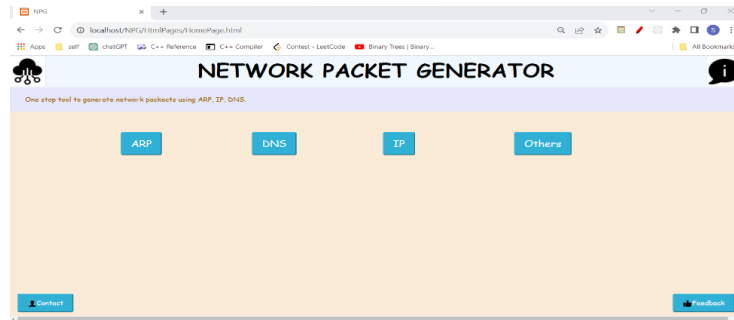 NPG
localhost/NPG/HtmlPages/HomePage.html
Apps self chatGPT C++ Reference C++ Compiler Contest - LeetCode Binary Trees | Binary... All Bookmarks
NETWORK PACKET GENERATOR
One stop tool to generate network packects using ARP, IP, DNS.
ARP DNS IP Others
Contact Feedback